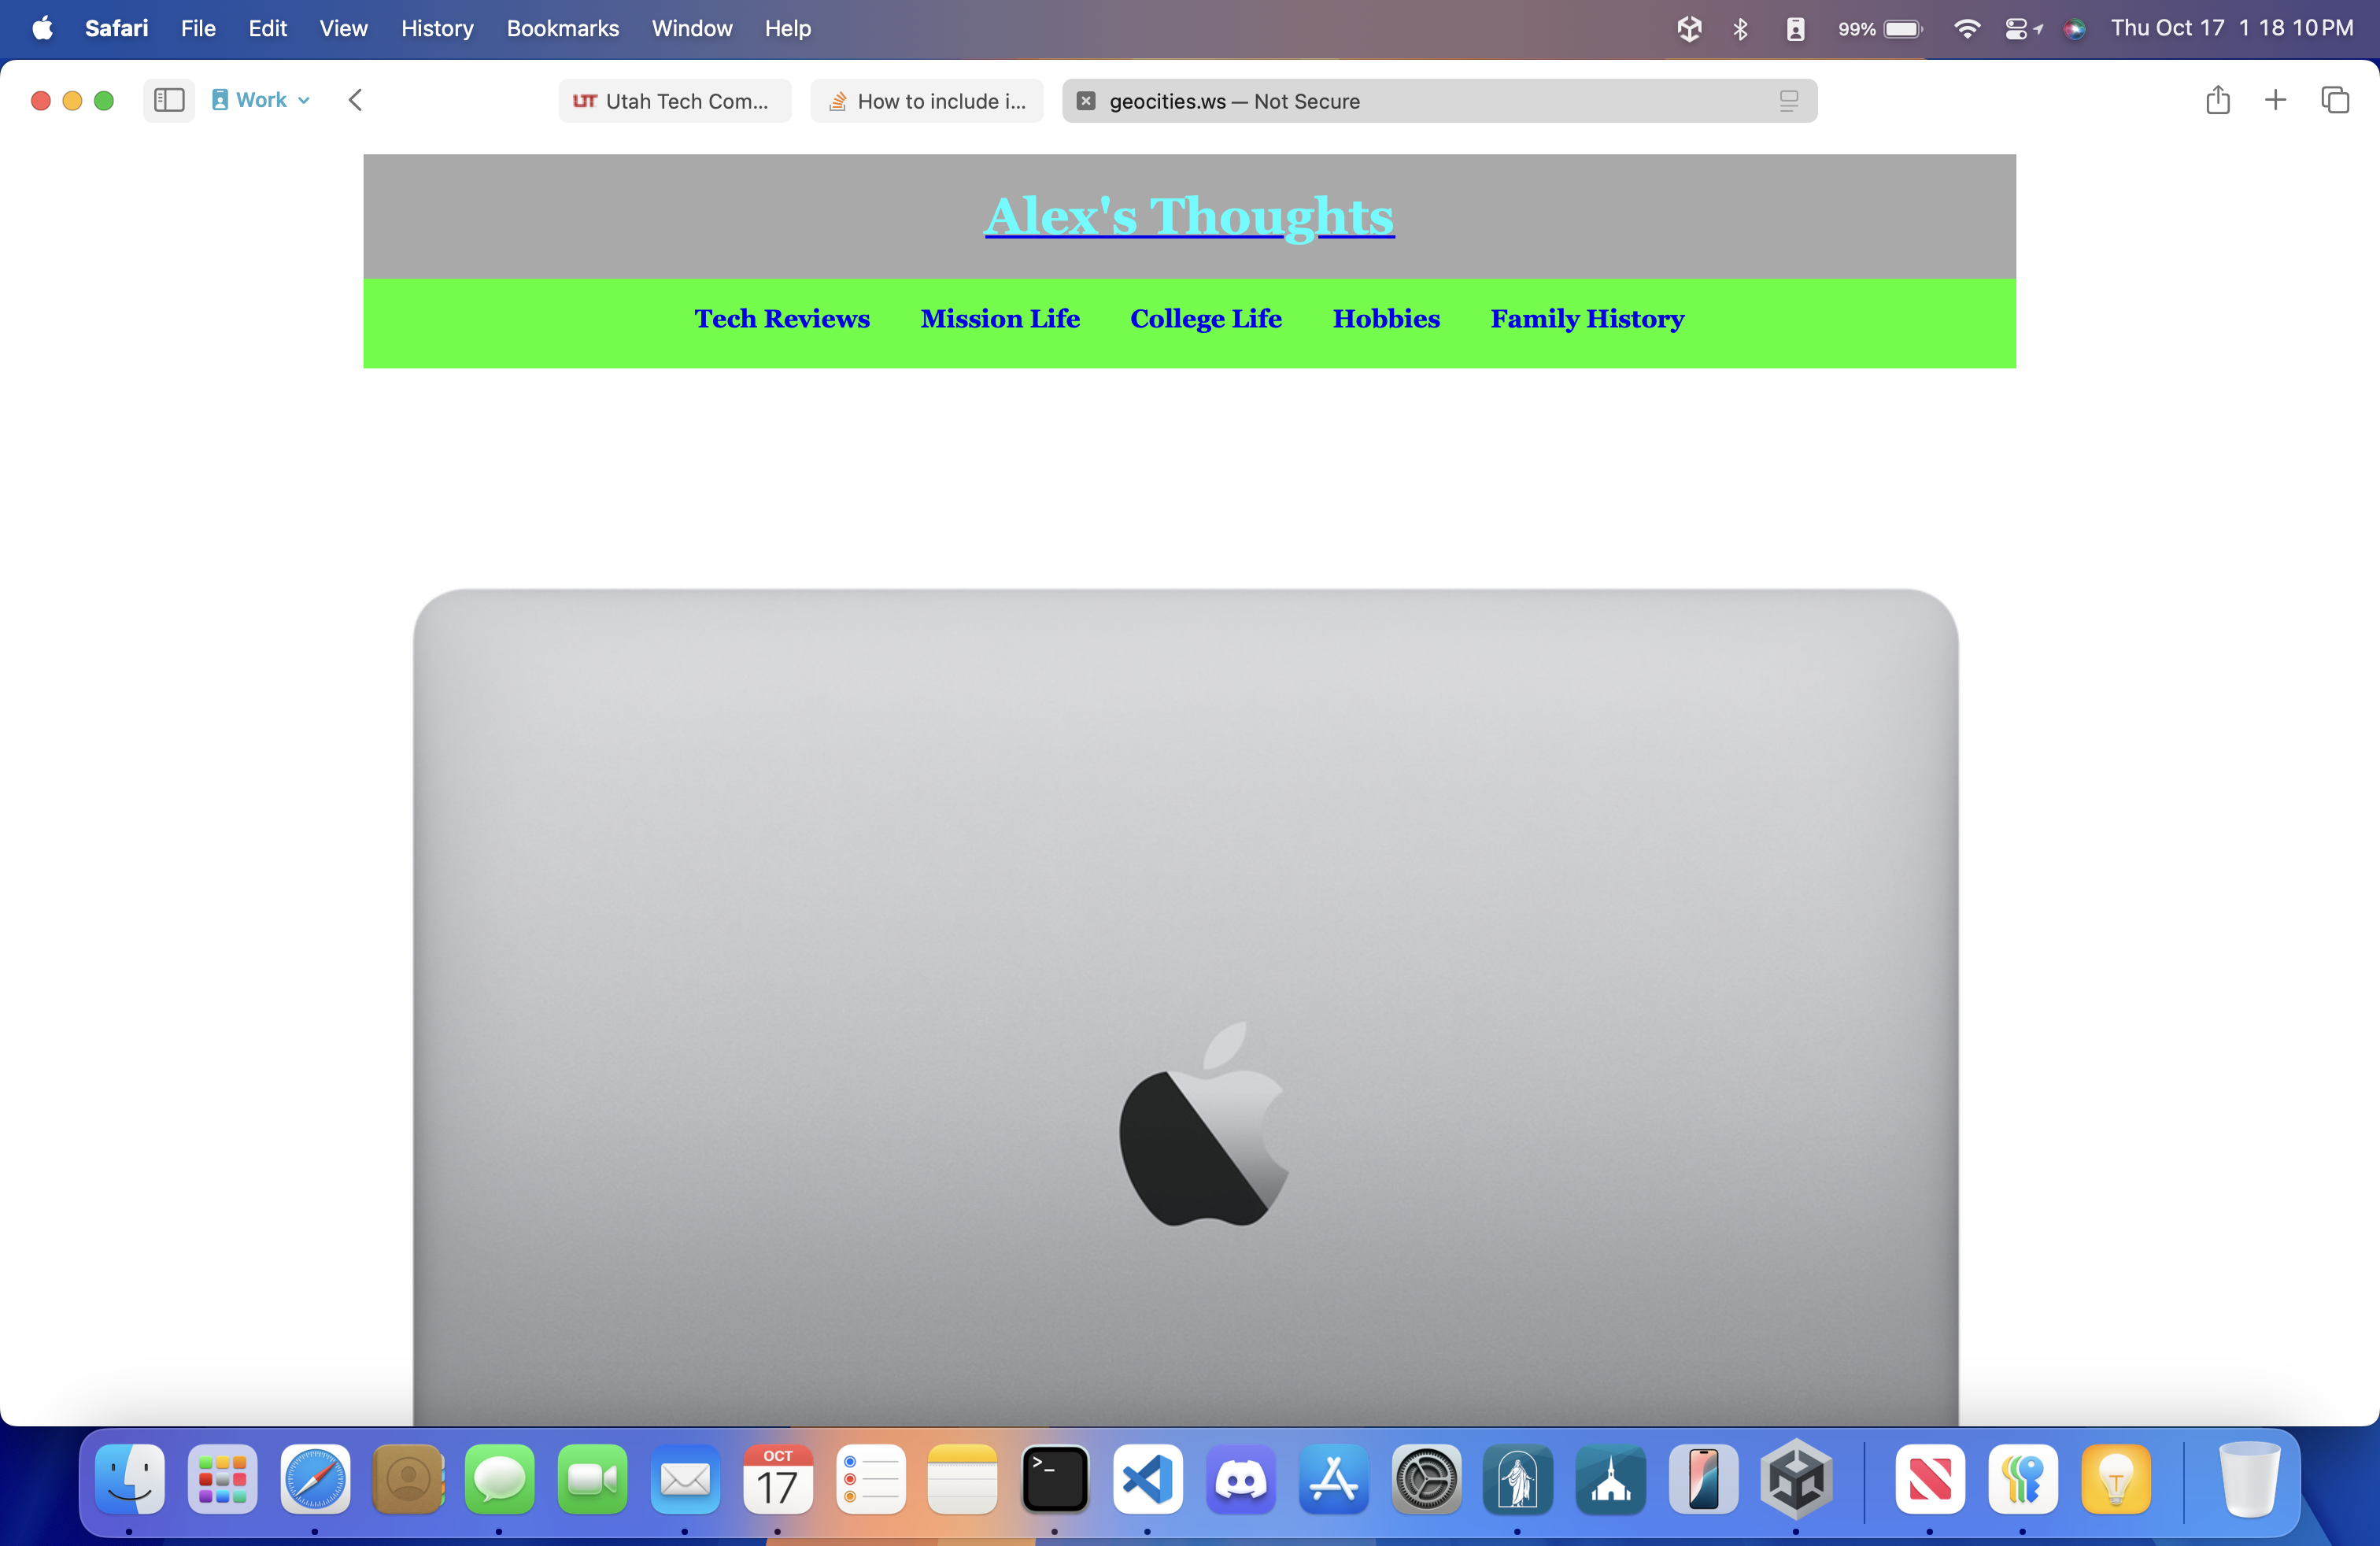 Safari File Edit View History Bookmarks Window Help 99% Thu Oct 17 1 18 10 PM
Work UT Utah Tech Com... How to include i... geocities.ws — Not Secure
Alex's Thoughts
Tech Reviews Mission Life College Life Hobbies Family History
OCT
17
>_
T